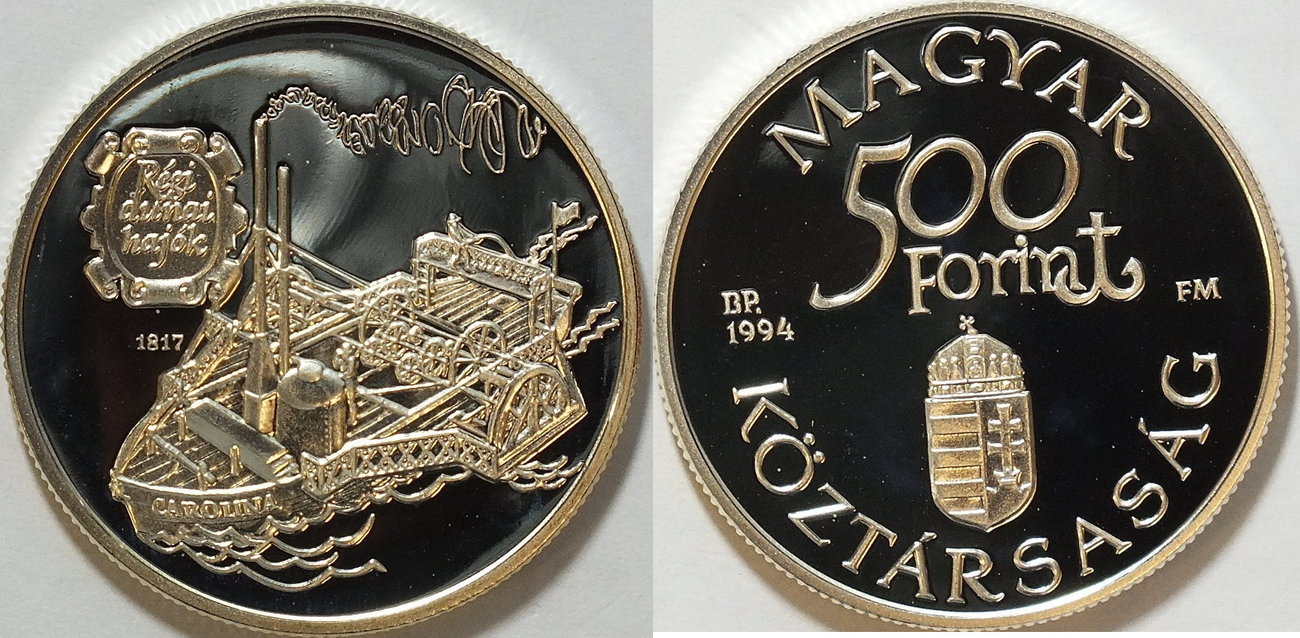 Régi
dunai
hajók
1817
CAROLINA
MAGYAR
500
Forint
BP.
1994
FM
KÖZTÁRSASÁG